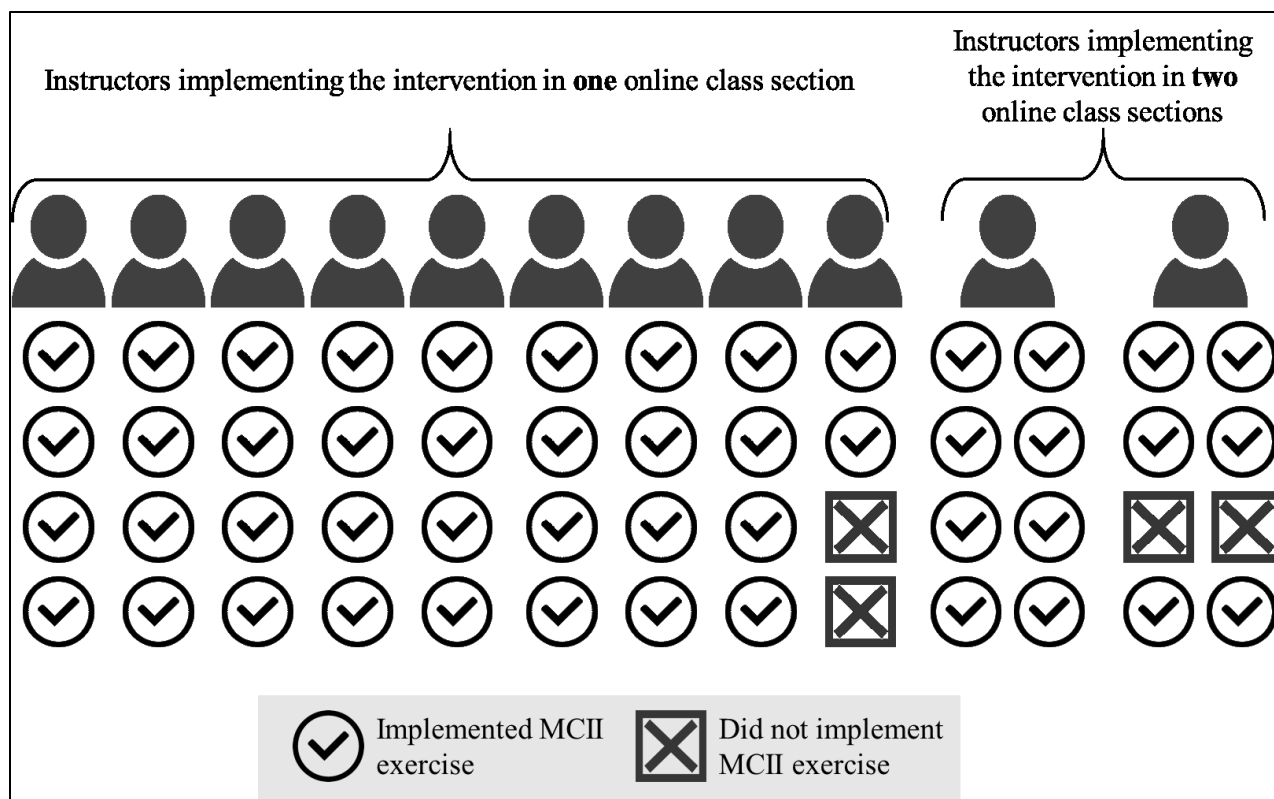 Instructors implementing the intervention in one online class section
Instructors implementing
the intervention in two
online class sections
Implemented MCII
exercise
Did not implement
MCII exercise